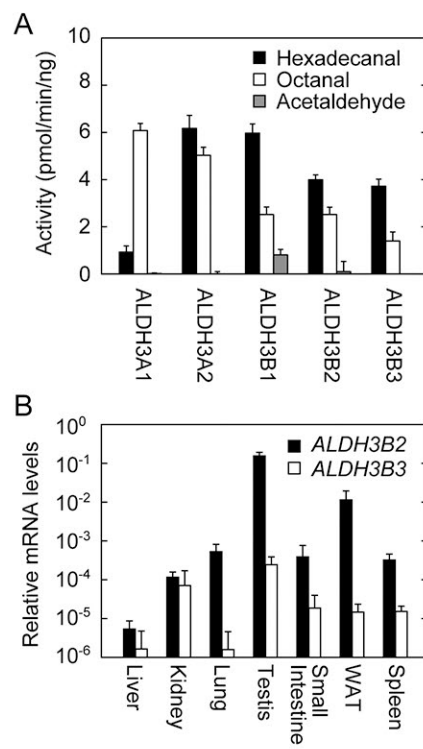 A
10
8
6
4
2
0
Activity (pmol/min/ng)
Hexadecanal
Octanal
Acetaldehyde
ALDH3A1
ALDH3A2
ALDH3B1
ALDH3B2
ALDH3B3
B
10⁰
10⁻¹
10⁻²
10⁻³
10⁻⁴
10⁻⁵
10⁻⁶
Relative mRNA levels
ALDH3B2
ALDH3B3
Liver
Kidney
Lung
Testis
Small
Intestine
WAT
Spleen